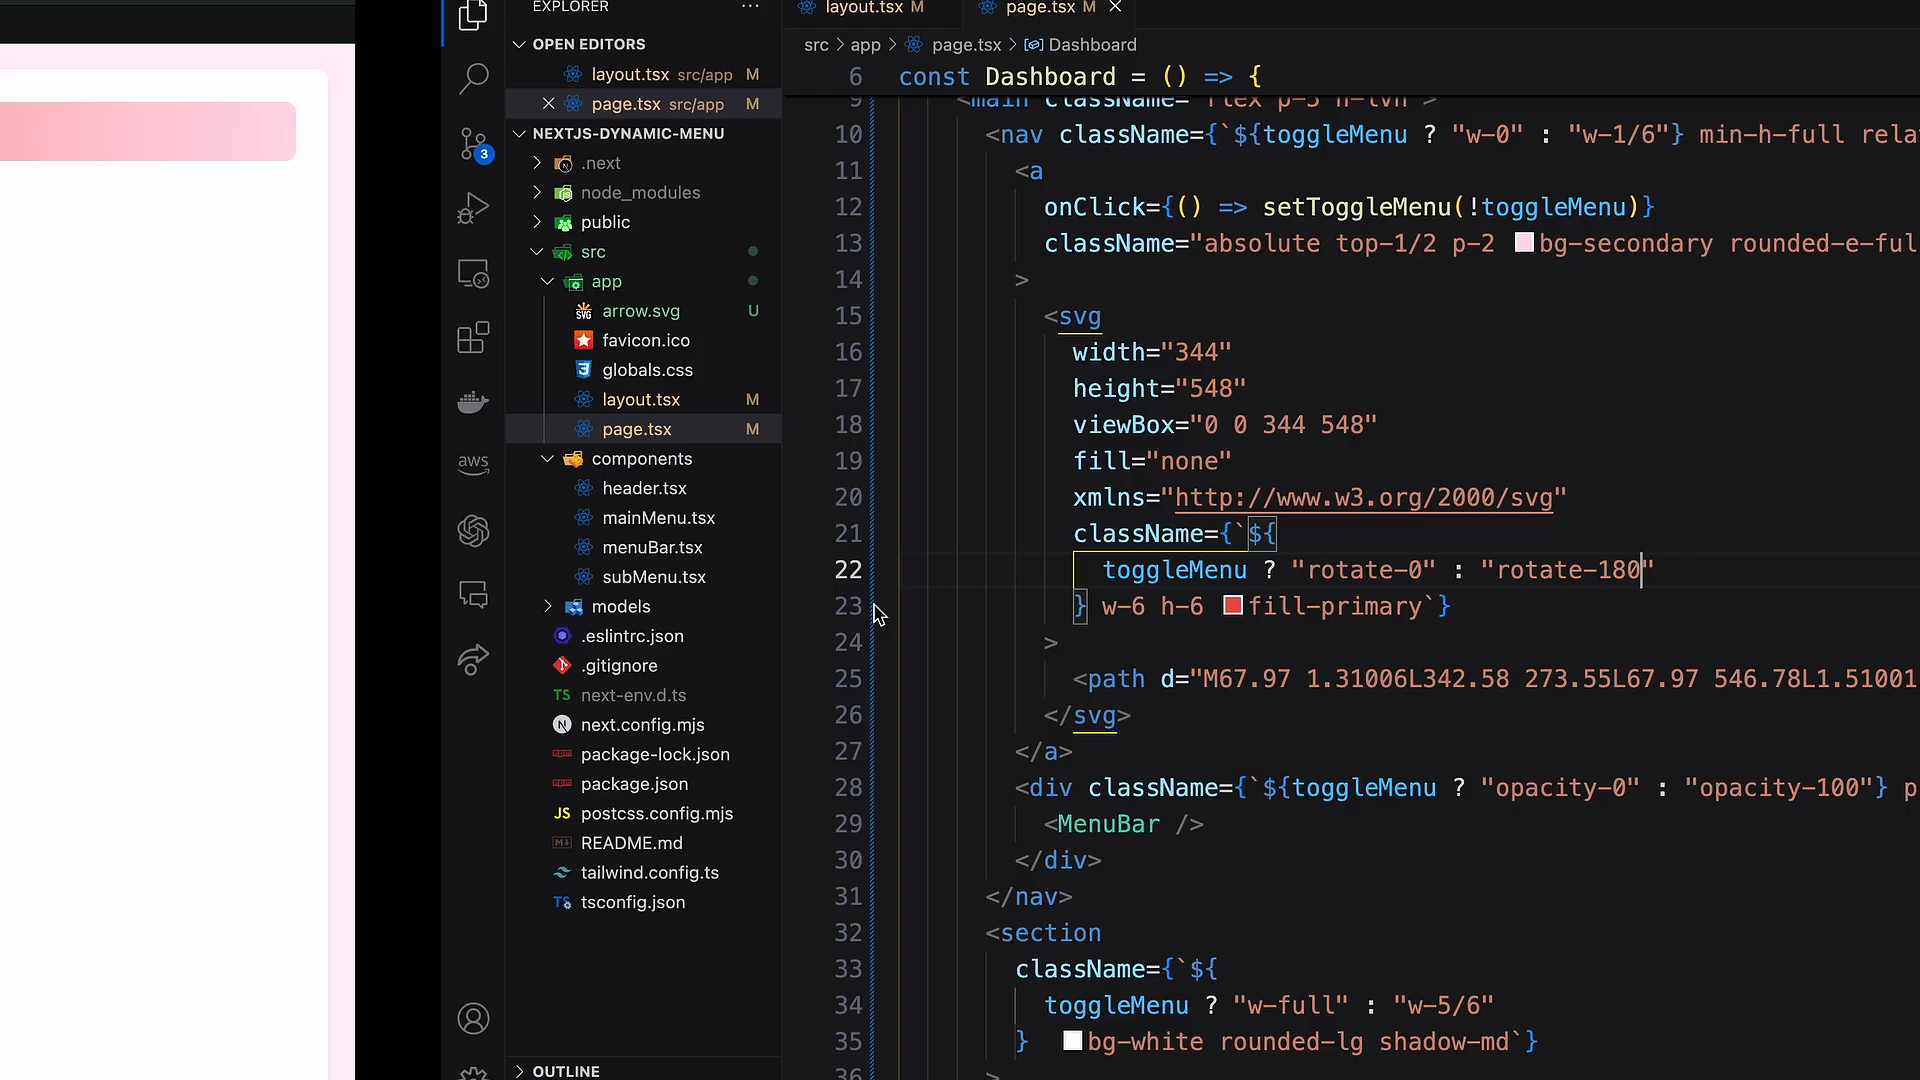 EXPLORER
OPEN EDITORS
layout.tsx src/app M
page.tsx src/app M
NEXTJS-DYNAMIC-MENU
.next
node_modules
public
src
app
arrow.svg U
favicon.ico
globals.css
layout.tsx M
page.tsx M
components
header.tsx
mainMenu.tsx
menuBar.tsx
subMenu.tsx
models
.eslintrc.json
.gitignore
TS next-env.d.ts
next.config.mjs
package-lock.json
package.json
JS postcss.config.mjs
README.md
tailwind.config.ts
TS tsconfig.json
OUTLINE
3
aws
layout.tsx M page.tsx M
src > app > page.tsx > Dashboard
6 const Dashboard = () => {
9 <main className="flex p-5 h-lvh">
10 <nav className={`${toggleMenu ? "w-0" : "w-1/6"} min-h-full rela
11 <a
12 onClick={() => setToggleMenu(!toggleMenu)}
13 className="absolute top-1/2 p-2 bg-secondary rounded-e-ful
14 >
15 <svg
16 width="344"
17 height="548"
18 viewBox="0 0 344 548"
19 fill="none"
20 xmlns="http://www.w3.org/2000/svg"
21 className={`${
22 toggleMenu ? "rotate-0" : "rotate-180"
23 } w-6 h-6 fill-primary`}
24 >
25 <path d="M67.97 1.31006L342.58 273.55L67.97 546.78L1.51001
26 </svg>
27 </a>
28 <div className={`${toggleMenu ? "opacity-0" : "opacity-100"} p
29 <MenuBar />
30 </div>
31 </nav>
32 <section
33 className={`${
34 toggleMenu ? "w-full" : "w-5/6"
35 } bg-white rounded-lg shadow-md`}
36 >